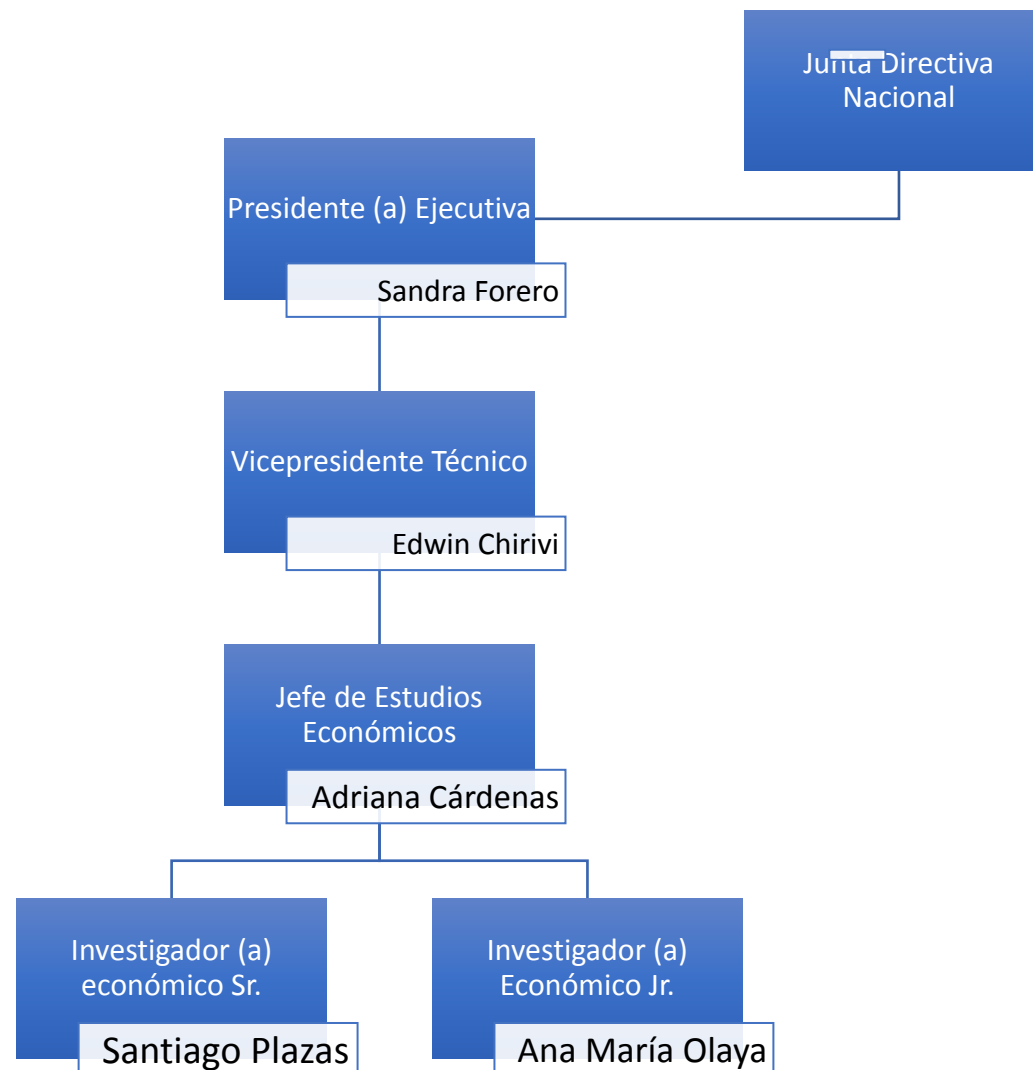 Junta Directiva
Nacional
Presidente (a) Ejecutiva
Sandra Forero
Vicepresidente Técnico
Edwin Chirivi
Jefe de Estudios
Económicos
Adriana Cárdenas
Investigador (a)
económico Sr.
Santiago Plazas
Investigador (a)
Económico Jr.
Ana María Olaya